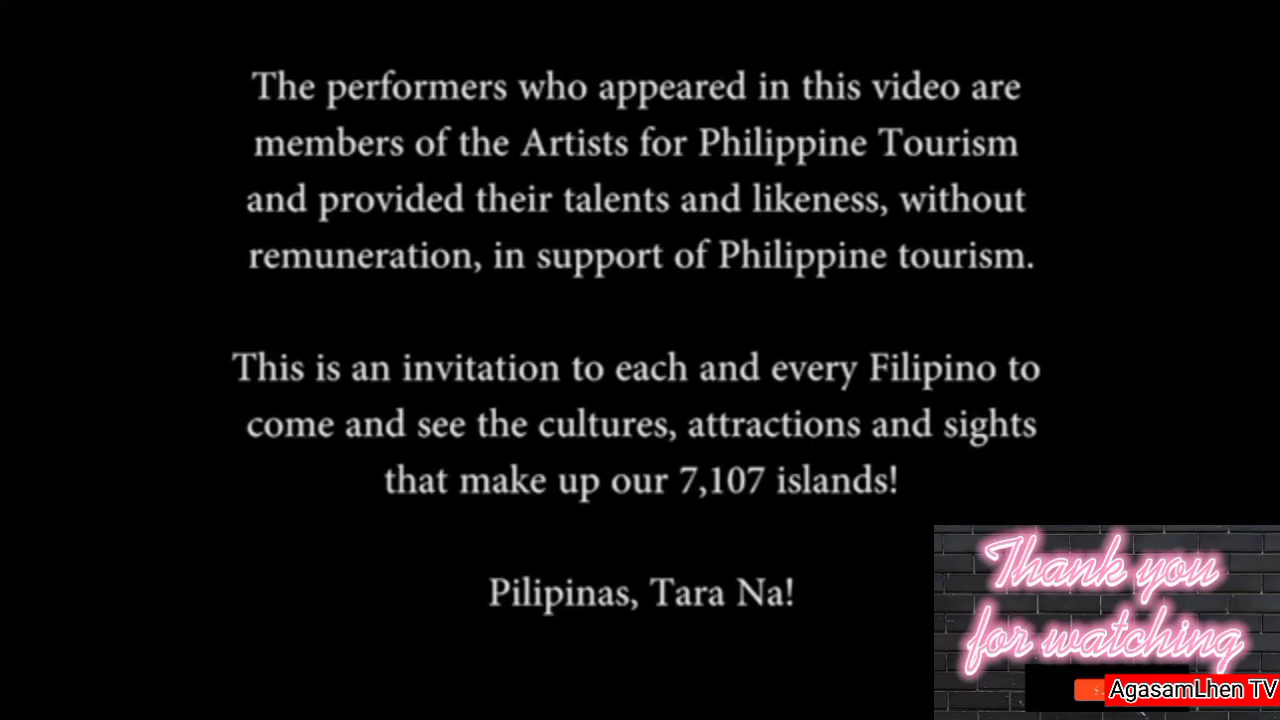 The performers who appeared in this video are
members of the Artists for Philippine Tourism
and provided their talents and likeness, without
remuneration, in support of Philippine tourism.
This is an invitation to each and every Filipino to
come and see the cultures, attractions and sights
that make up our 7,107 islands!
Pilipinas, Tara Na!
Thank you
for watching
AgasamLhen TV